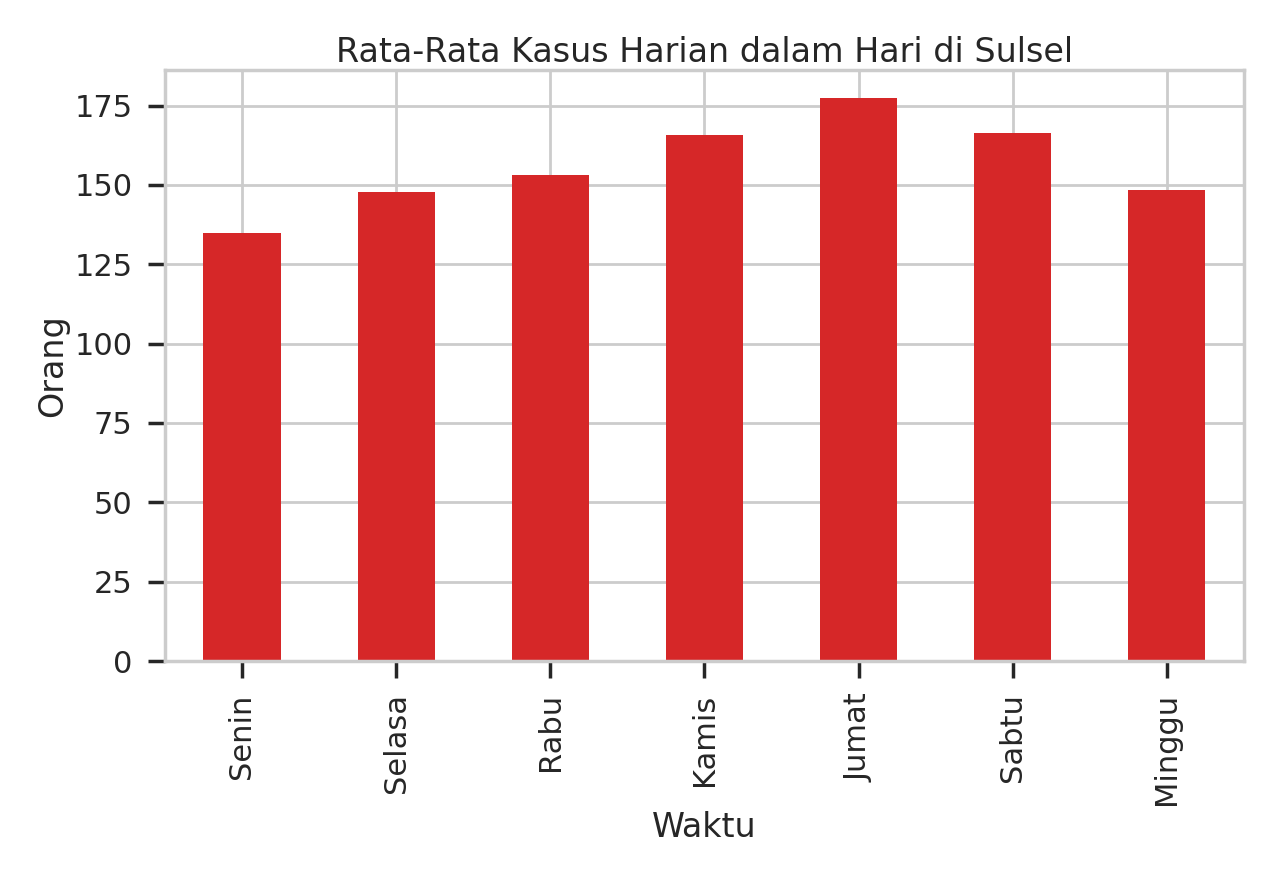 Rata-Rata Kasus Harian dalam Hari di Sulsel
175
150
125
100
75
50
25
0
Orang
Senin
Selasa
Rabu
Kamis
Jumat
Sabtu
Minggu
Waktu